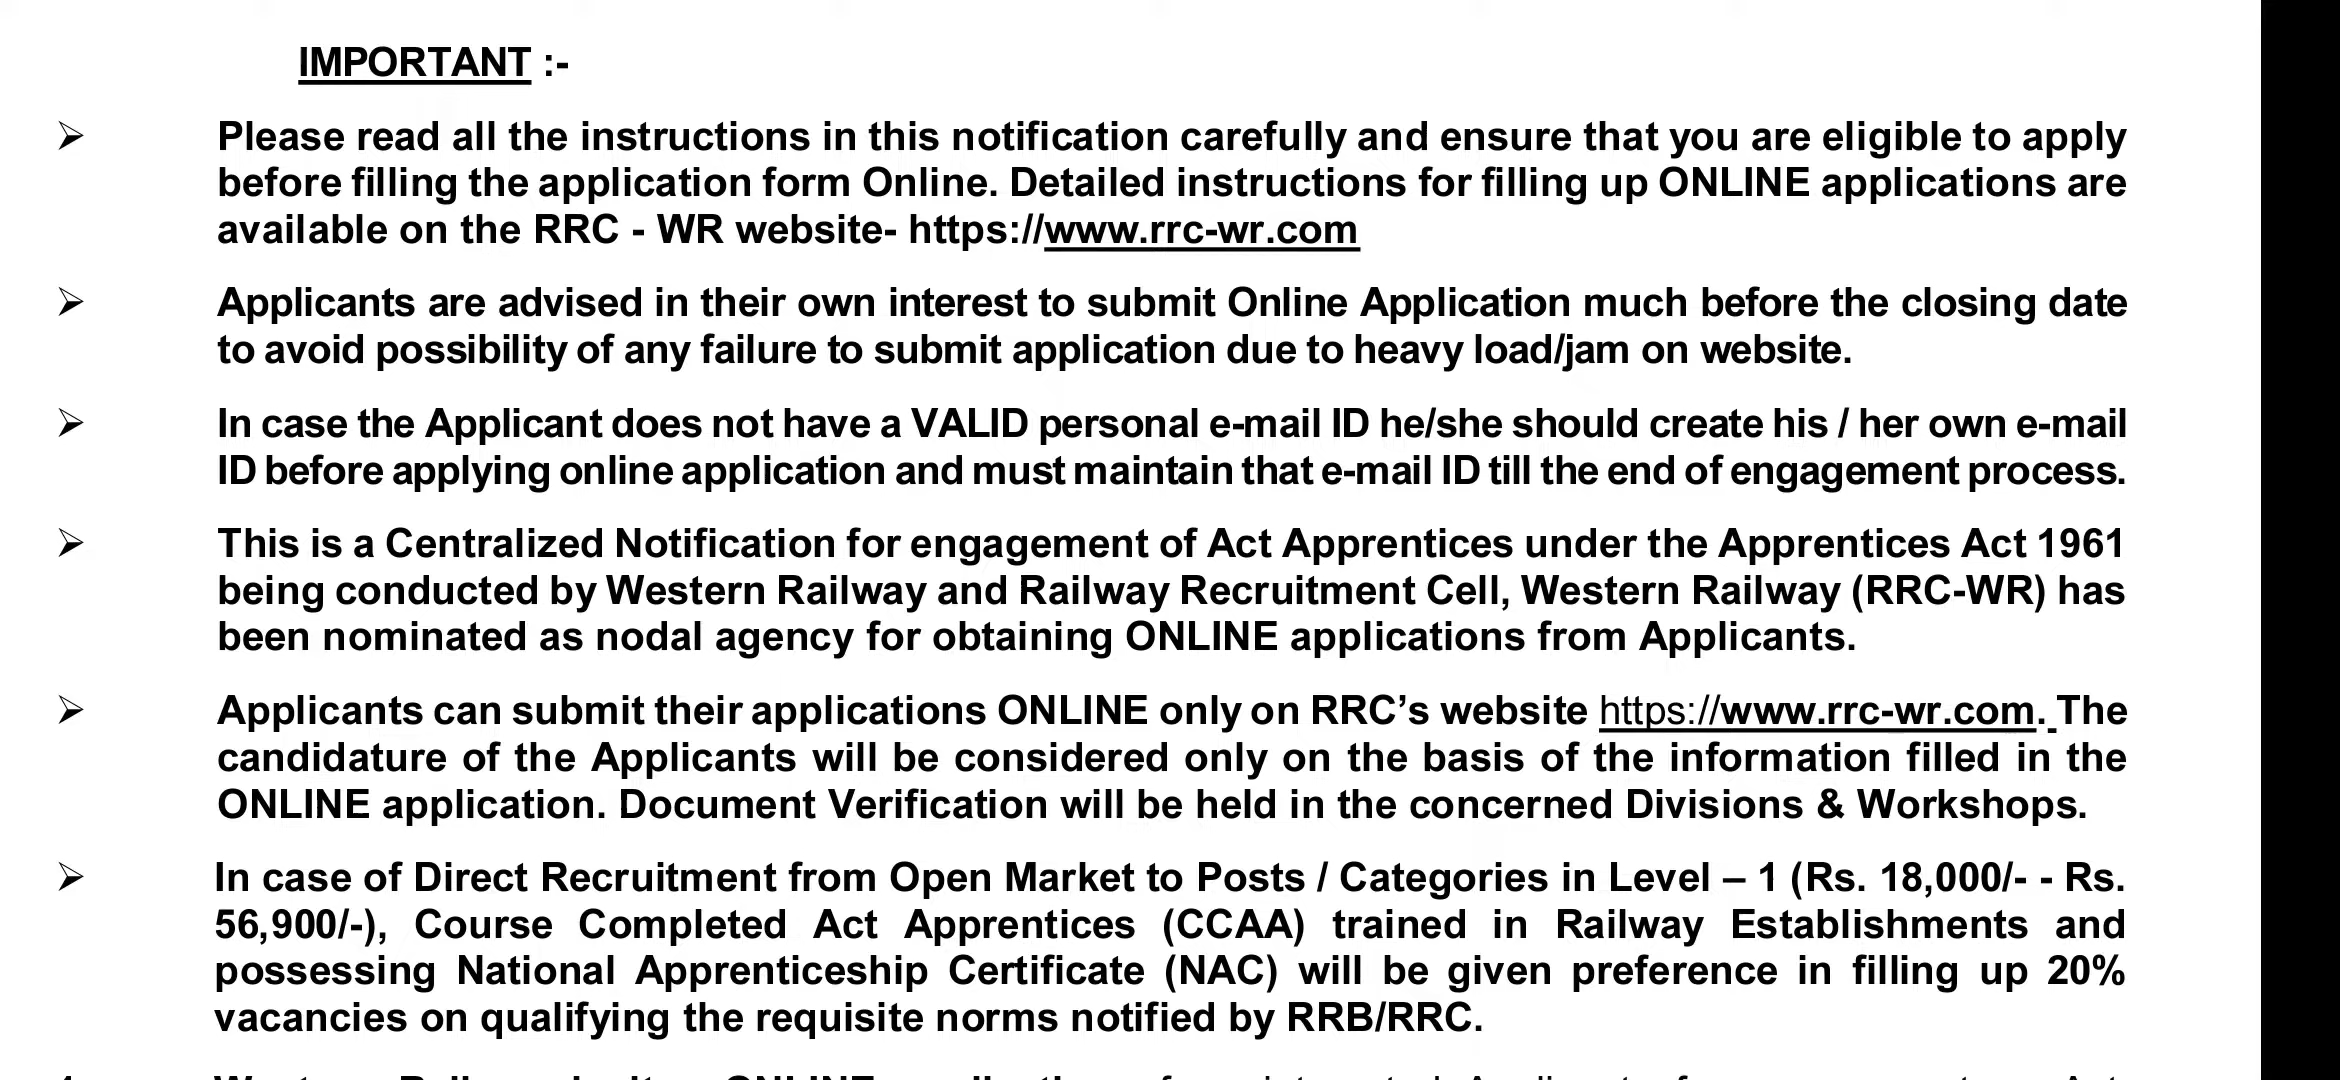 IMPORTANT :-
➢ Please read all the instructions in this notification carefully and ensure that you are eligible to apply
before filling the application form Online. Detailed instructions for filling up ONLINE applications are
available on the RRC - WR website- https://www.rrc-wr.com
➢ Applicants are advised in their own interest to submit Online Application much before the closing date
to avoid possibility of any failure to submit application due to heavy load/jam on website.
➢ In case the Applicant does not have a VALID personal e-mail ID he/she should create his / her own e-mail
ID before applying online application and must maintain that e-mail ID till the end of engagement process.
➢ This is a Centralized Notification for engagement of Act Apprentices under the Apprentices Act 1961
being conducted by Western Railway and Railway Recruitment Cell, Western Railway (RRC-WR) has
been nominated as nodal agency for obtaining ONLINE applications from Applicants.
➢ Applicants can submit their applications ONLINE only on RRC’s website https://www.rrc-wr.com. The
candidature of the Applicants will be considered only on the basis of the information filled in the
ONLINE application. Document Verification will be held in the concerned Divisions & Workshops.
➢ In case of Direct Recruitment from Open Market to Posts / Categories in Level – 1 (Rs. 18,000/- - Rs.
56,900/-), Course Completed Act Apprentices (CCAA) trained in Railway Establishments and
possessing National Apprenticeship Certificate (NAC) will be given preference in filling up 20%
vacancies on qualifying the requisite norms notified by RRB/RRC.